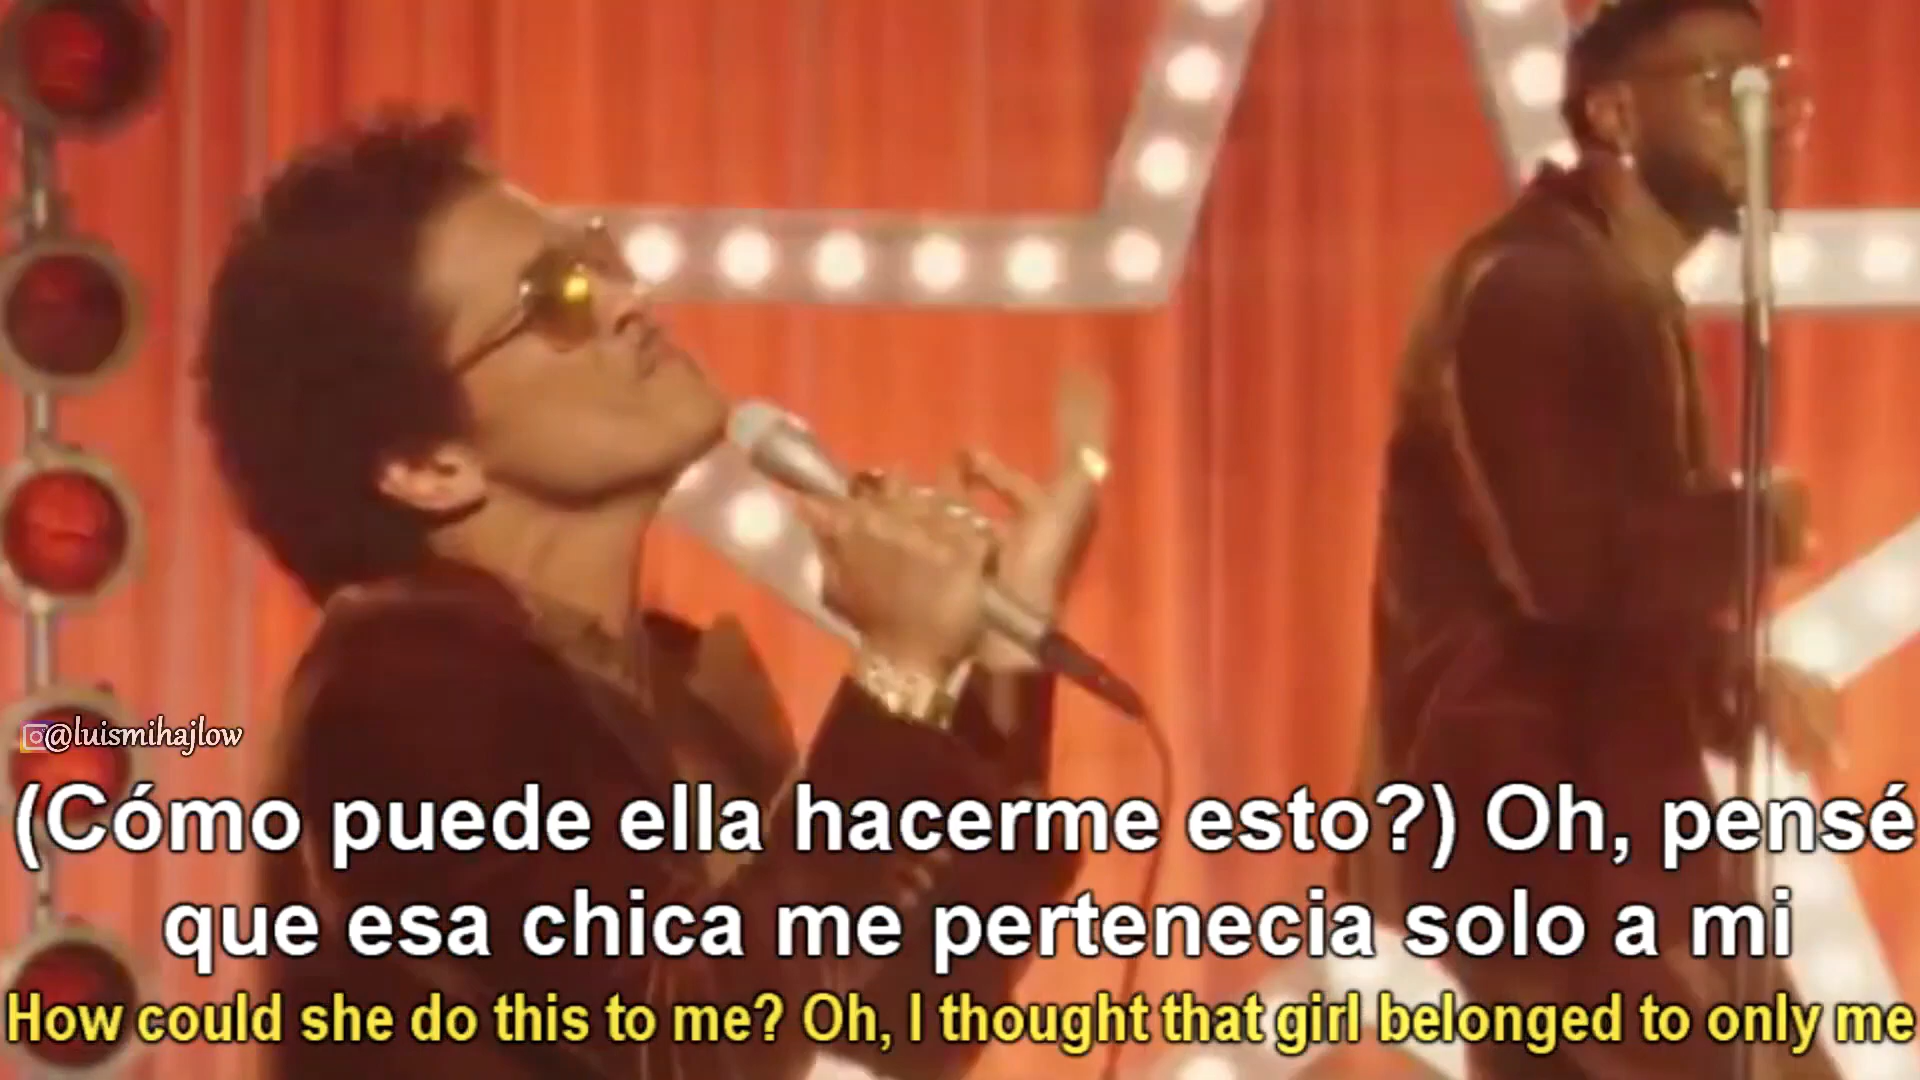 @luismihajlow
(Cómo puede ella hacerme esto?) Oh, pensé
que esa chica me pertenecia solo a mi
How could she do this to me? Oh, I thought that girl belonged to only me